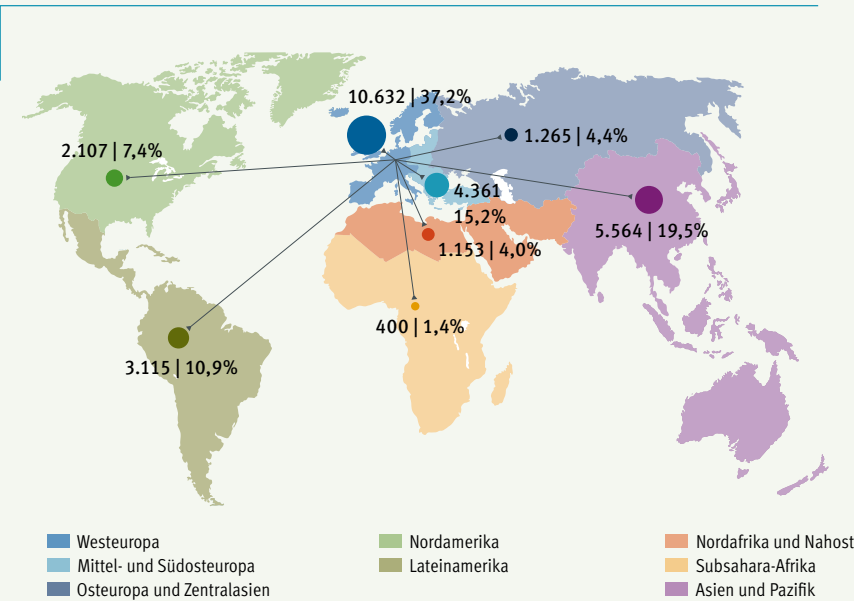 10.632 | 37,2%
1.265 | 4,4%
2.107 | 7,4%
4.361
15,2%
5.564 | 19,5%
1.153 | 4,0%
400 | 1,4%
3.115 | 10,9%
Westeuropa
Mittel- und Südosteuropa
Osteuropa und Zentralasien
Nordamerika
Lateinamerika
Nordafrika und Nahost
Subsahara-Afrika
Asien und Pazifik